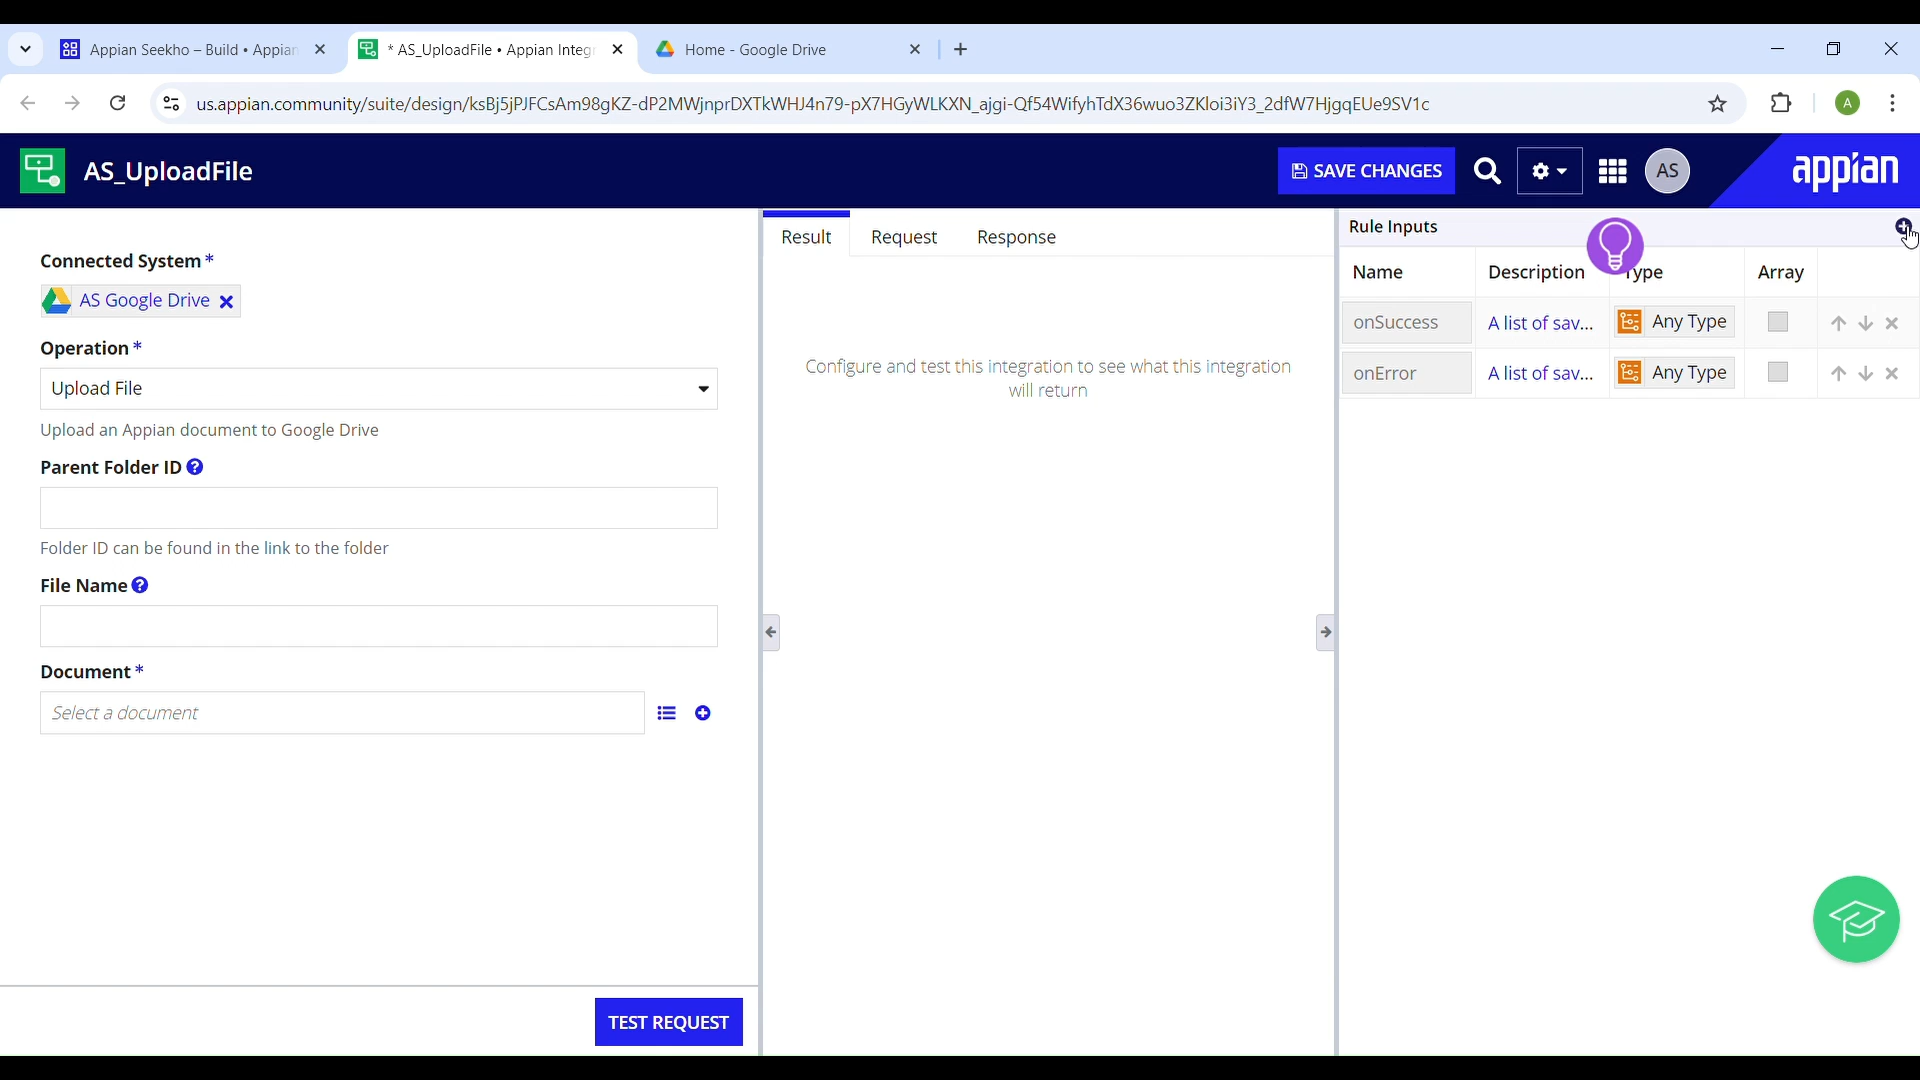 Appian Seekho – Build • Appian
* AS_UploadFile • Appian Integr
Home - Google Drive
us.appian.community/suite/design/ksBj5jPJFCsAm98gKZ-dP2MWjnprDXTkWHJ4n79-pX7HGyWLKXN_ajgi-Qf54WifyhTdX36wuo3ZKloi3iY3_2dfW7HjgqEUe9SV1c
A
AS_UploadFile
SAVE CHANGES
AS
appian
Connected System *
AS Google Drive
Operation *
Upload File
Upload an Appian document to Google Drive
Parent Folder ID ?
Folder ID can be found in the link to the folder
File Name ?
Document *
Select a document
TEST REQUEST
Result Request Response
Configure and test this integration to see what this integration
will return
Rule Inputs
Name Description Type Array
onSuccess A list of sav... Any Type
onError A list of sav... Any Type